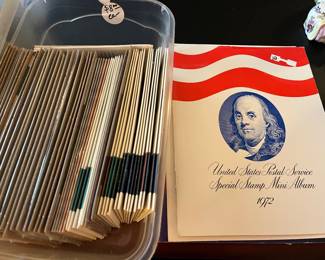 United States Postal Service
Special Stamp Mini Album
1972